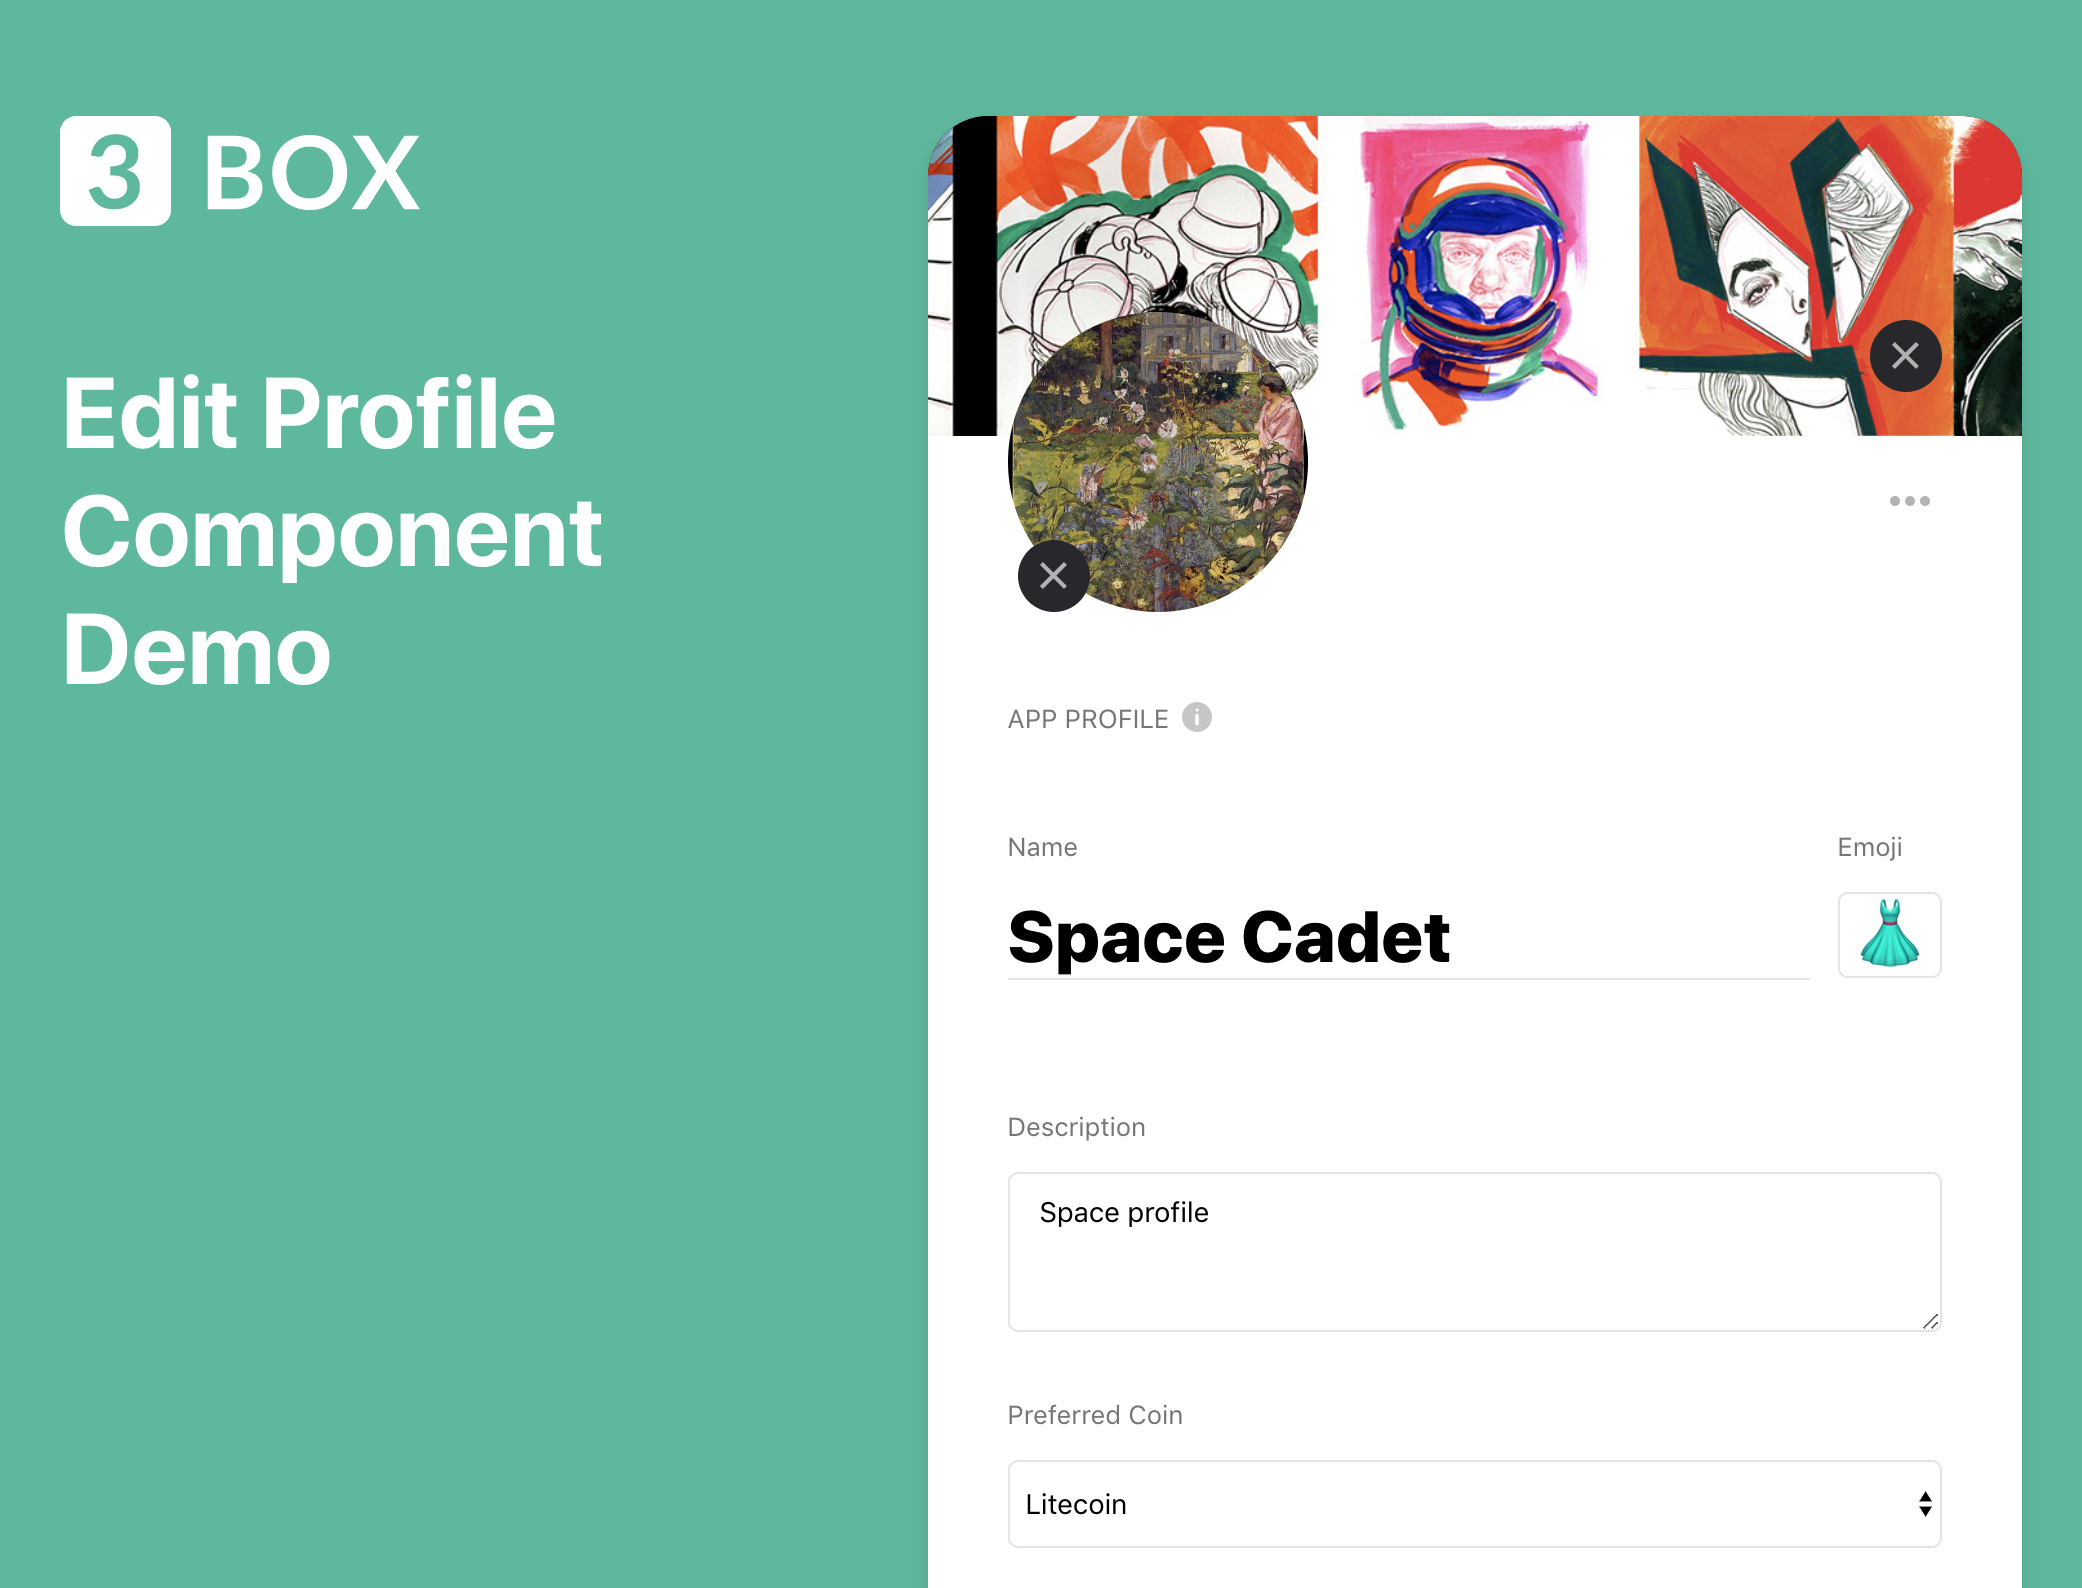 3 BOX
Edit Profile
Component
Demo
APP PROFILE
Name
Emoji
Space Cadet
Description
Space profile
Preferred Coin
Litecoin